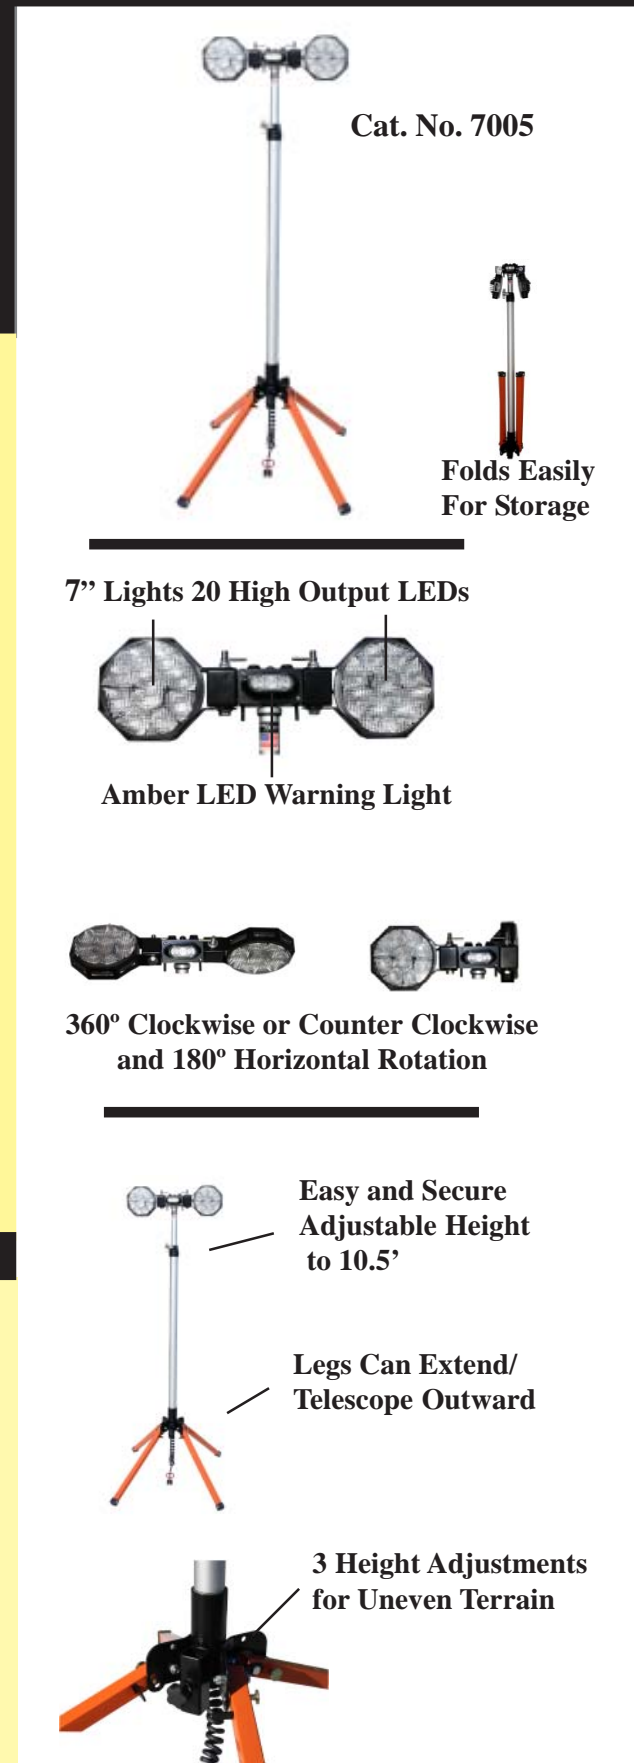 Cat. No. 7005
Folds Easily
For Storage
7” Lights 20 High Output LEDs
Amber LED Warning Light
360º Clockwise or Counter Clockwise
and 180º Horizontal Rotation
Easy and Secure
Adjustable Height
to 10.5’
Legs Can Extend/
Telescope Outward
3 Height Adjustments
for Uneven Terrain